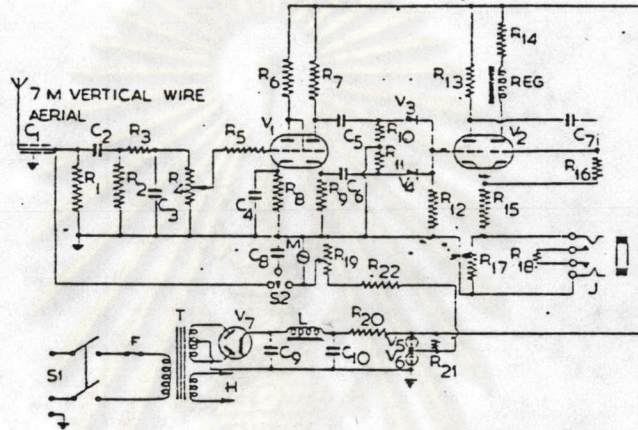 R14
R6
R7
R13
REG
7 M VERTICAL WIRE
AERIAL
V3
C1
C2
R3
R5
V1
C5
R10
V2
C7
R11
R16
R1
R2
R4
C3
C4
R8
R9
C6
V4
R12
R15
C8
M
R19
R17
R18
S2
R22
J
T
V7
L
R20
F
V5
S1
C9
C10
V6
R21
H